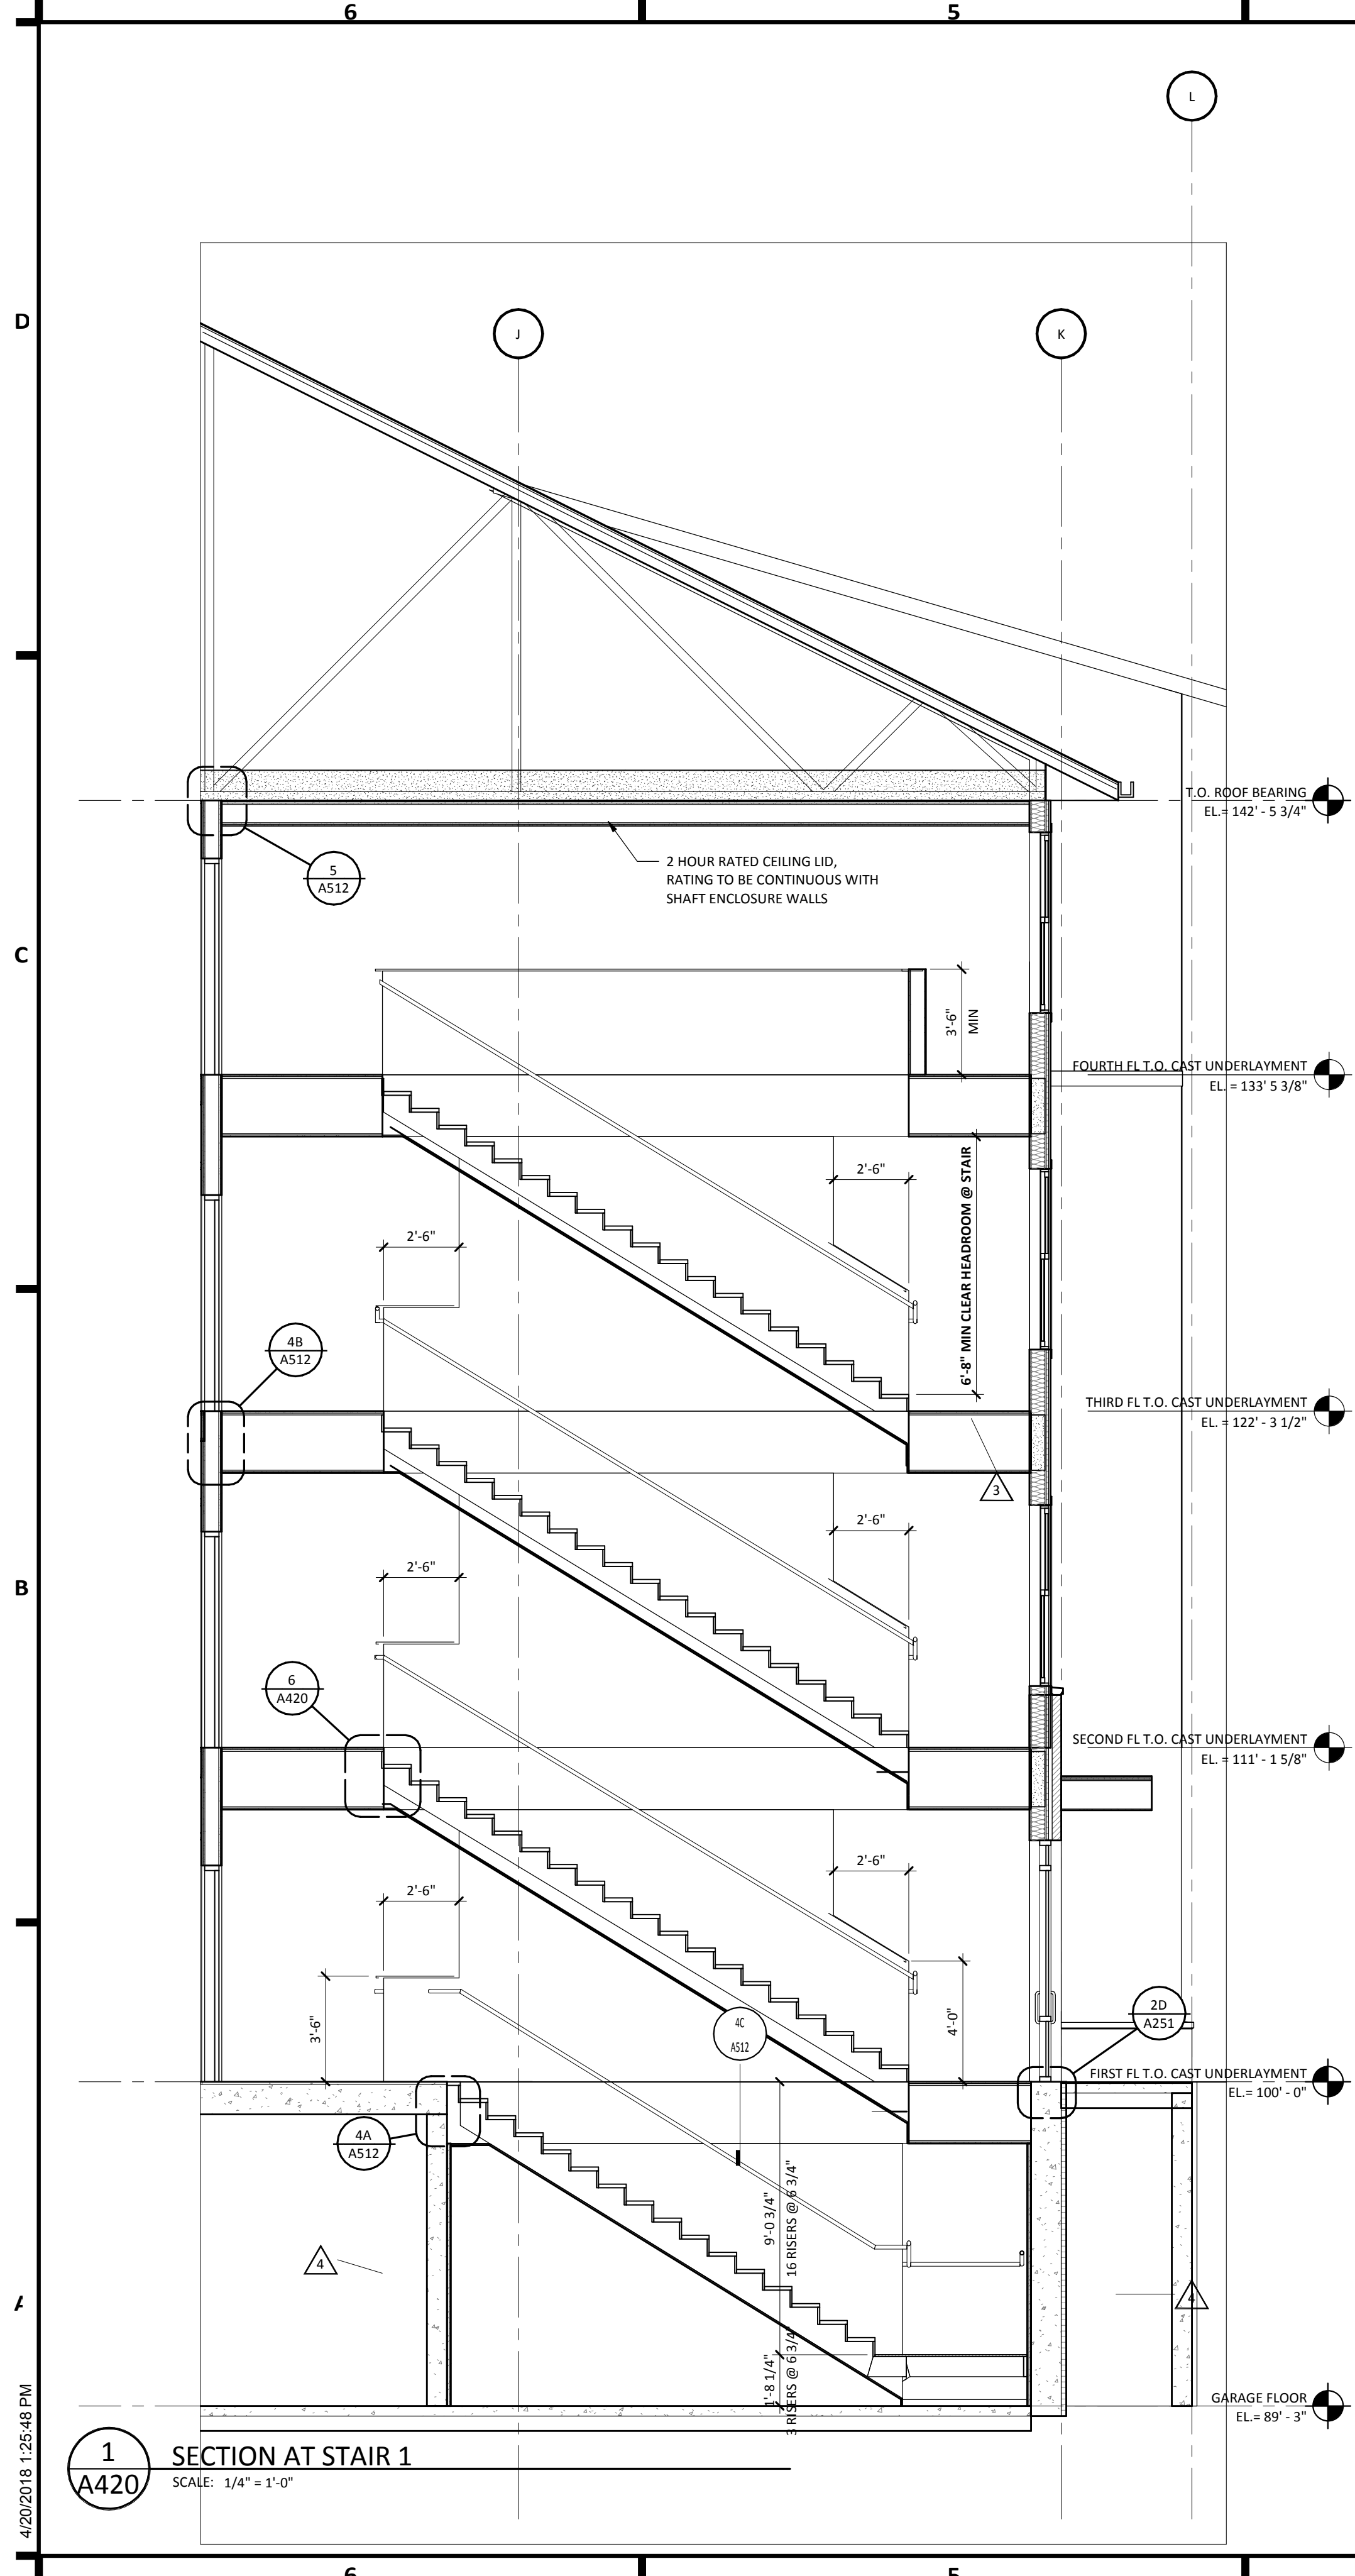 6
5
L
D
J
K
T.O. ROOF BEARING
EL.= 142' - 5 3/4"
2 HOUR RATED CEILING LID,
RATING TO BE CONTINUOUS WITH
SHAFT ENCLOSURE WALLS
5
A512
C
3'-6"
MIN
FOURTH FL T.O. CAST UNDERLAYMENT
EL. = 133' 5 3/8"
2'-6"
6'-8" MIN CLEAR HEADROOM @ STAIR
2'-6"
4B
A512
THIRD FL T.O. CAST UNDERLAYMENT
EL. = 122' - 3 1/2"
3
2'-6"
2'-6"
B
6
A420
SECOND FL T.O. CAST UNDERLAYMENT
EL. = 111' - 1 5/8"
2'-6"
2'-6"
3'-6"
4C
A512
4'-0"
2D
A251
FIRST FL T.O. CAST UNDERLAYMENT
EL.= 100' - 0"
4A
A512
9'-0 3/4"
16 RISERS @ 6 3/4"
4
4
A
1'-8 1/4"
3 RISERS @ 6 3/4"
GARAGE FLOOR
EL.= 89' - 3"
1
A420
SECTION AT STAIR 1
SCALE: 1/4" = 1'-0"
4/20/2018 1:25:48 PM
6
5